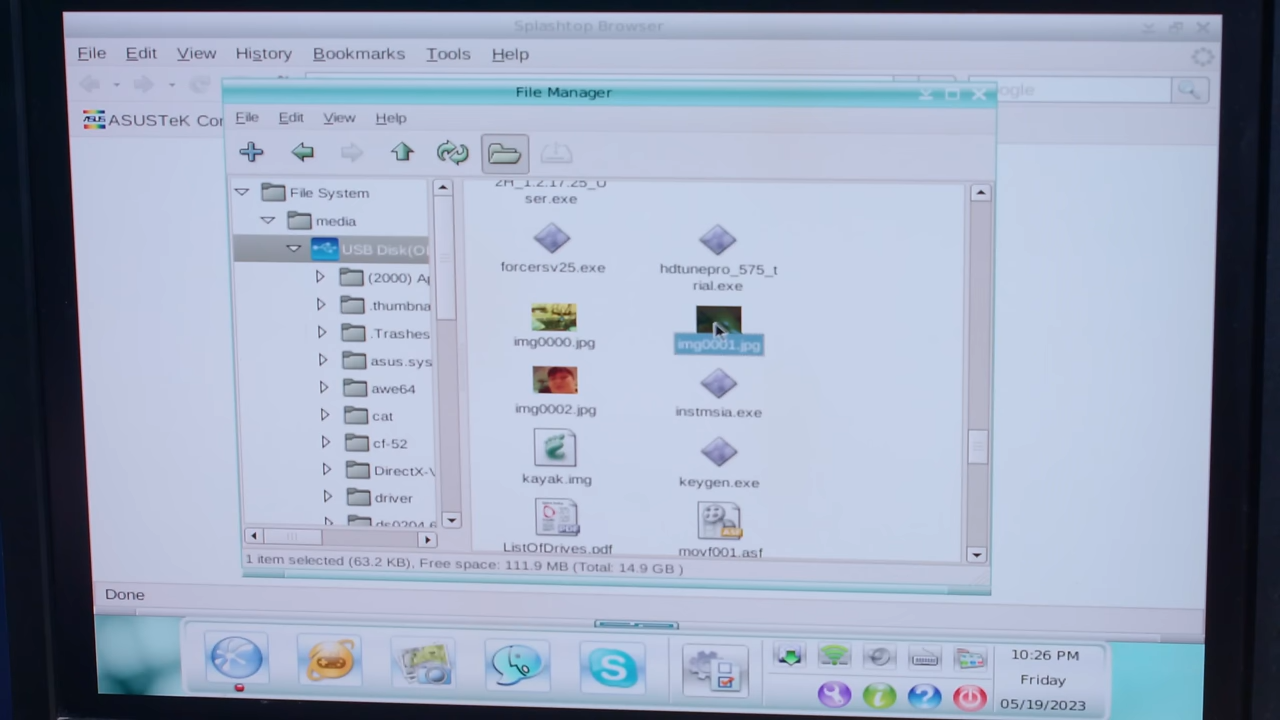 Splashtop Browser
File Edit View History Bookmarks Tools Help
File Manager
ogle
ASUSTeK Cor
File Edit View Help
File System
media
USB Disk(O
(2000) A
.thumbna
.Trashes
asus.sys
awe64
cat
cf-52
DirectX-
driver
ser.exe
forcersv25.exe
hdtunepro_575_t
rial.exe
img0000.jpg
img0001.jpg
img0002.jpg
instmsia.exe
kayak.img
keygen.exe
ListOfDrives.pdf
movf001.asf
1 item selected (63.2 KB), Free space: 111.9 MB (Total: 14.9 GB )
Done
10:26 PM
Friday
05/19/2023